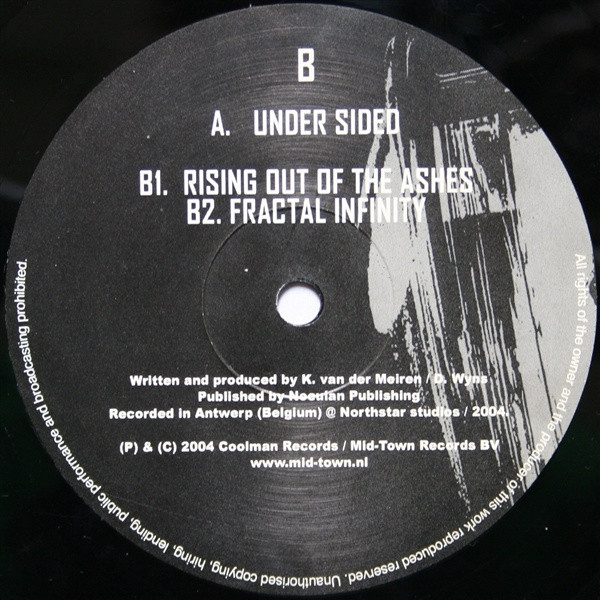 B
A. UNDER SIDED
B1. RISING OUT OF THE ASHES
B2. FRACTAL INFINITY
Written and produced by K. van der Meiren / D. Wyns
Published by Neeulan Publishing
Recorded in Antwerp (Belgium) @ Northstar studios / 2004.
(P) & (C) 2004 Coolman Records / Mid-Town Records BV
www.mid-town.nl
All rights of the owner and the producer of this work reproduced reserved. Unauthorised copying, hiring, lending, public performance and broadcasting prohibited.